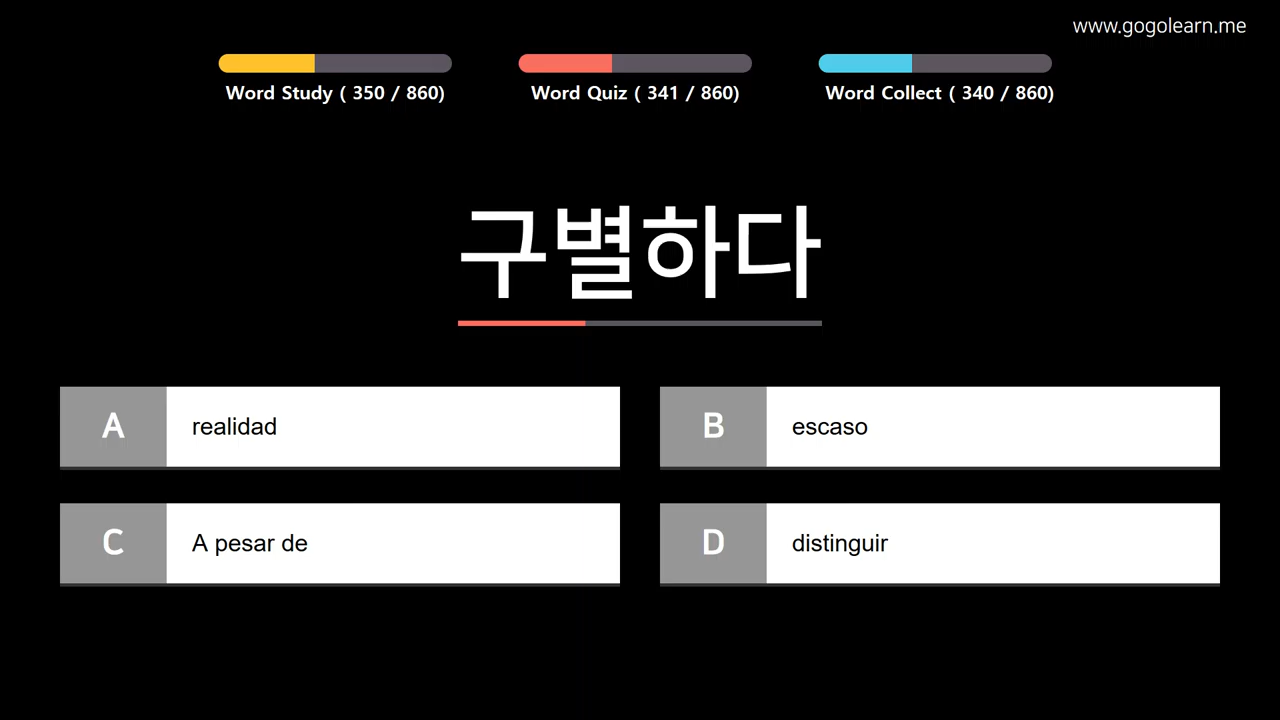 www.gogolearn.me
Word Study ( 350 / 860)
Word Quiz ( 341 / 860)
Word Collect ( 340 / 860)
구별하다
A
realidad
B
escaso
C
A pesar de
D
distinguir